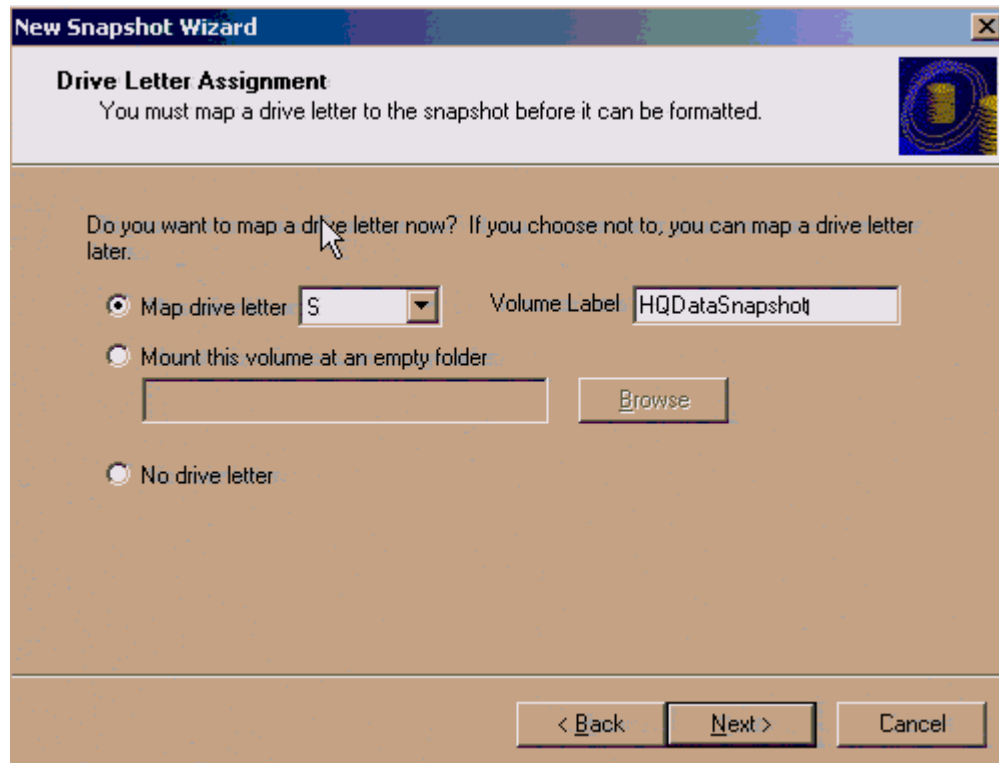 New Snapshot Wizard
Drive Letter Assignment
You must map a drive letter to the snapshot before it can be formatted.
Do you want to map a drive letter now? If you choose not to, you can map a drive letter
later.
Map drive letter S Volume Label HQDataSnapshot
Mount this volume at an empty folder
Browse
No drive letter
< Back Next > Cancel